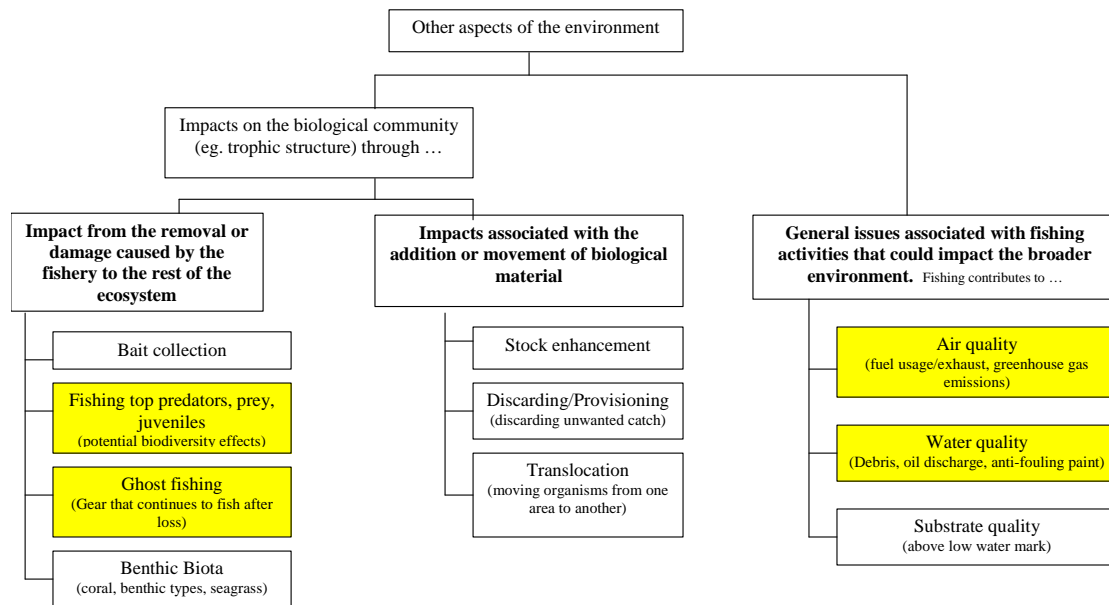 Other aspects of the environment
Impacts on the biological community
(eg. trophic structure) through …
Impact from the removal or
damage caused by the
fishery to the rest of the
ecosystem
Impacts associated with the
addition or movement of biological
material
General issues associated with fishing
activities that could impact the broader
environment. Fishing contributes to …
Bait collection
Fishing top predators, prey,
juveniles
(potential biodiversity effects)
Ghost fishing
(Gear that continues to fish after
loss)
Benthic Biota
(coral, benthic types, seagrass)
Stock enhancement
Discarding/Provisioning
(discarding unwanted catch)
Translocation
(moving organisms from one
area to another)
Air quality
(fuel usage/exhaust, greenhouse gas
emissions)
Water quality
(Debris, oil discharge, anti-fouling paint)
Substrate quality
(above low water mark)